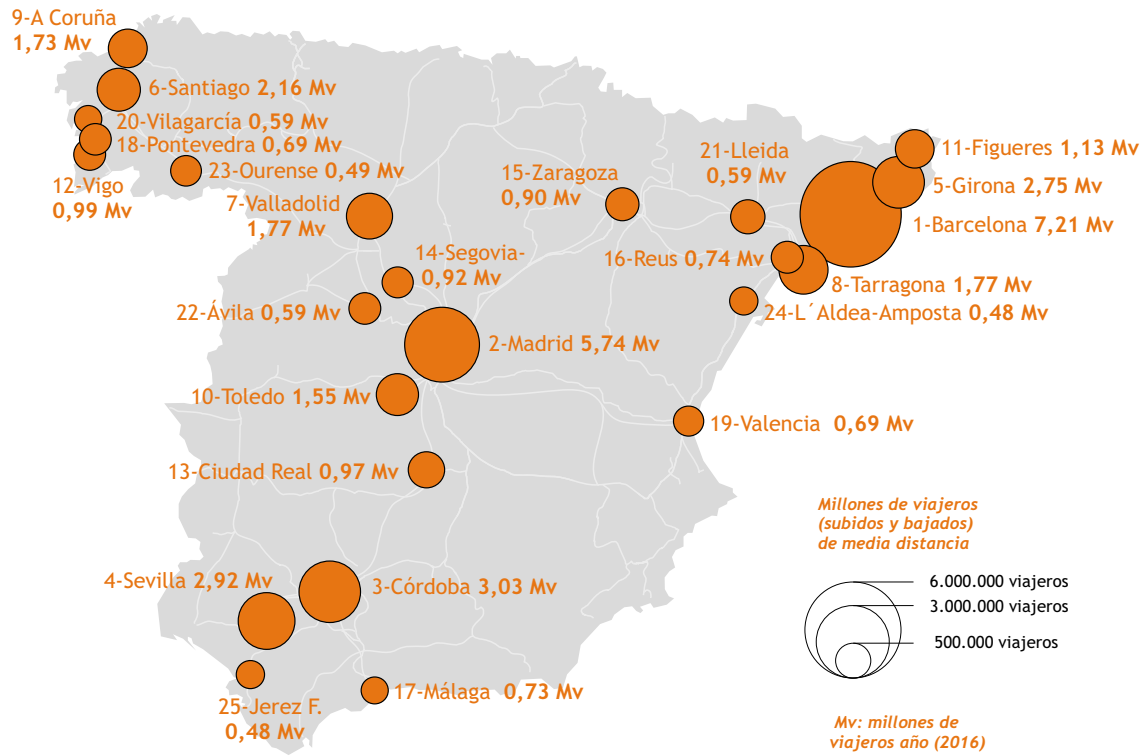 9-A Coruña
1,73 Mv
6-Santiago 2,16 Mv
20-Vilagarcía 0,59 Mv
18-Pontevedra 0,69 Mv
12-Vigo
0,99 Mv
23-Ourense 0,49 Mv
7-Valladolid
1,77 Mv
15-Zaragoza
0,90 Mv
21-Lleida
0,59 Mv
11-Figueres 1,13 Mv
5-Girona 2,75 Mv
1-Barcelona 7,21 Mv
14-Segovia-
0,92 Mv
16-Reus 0,74 Mv
8-Tarragona 1,77 Mv
24-L´Aldea-Amposta 0,48 Mv
22-Ávila 0,59 Mv
2-Madrid 5,74 Mv
10-Toledo 1,55 Mv
19-Valencia 0,69 Mv
13-Ciudad Real 0,97 Mv
4-Sevilla 2,92 Mv
3-Córdoba 3,03 Mv
17-Málaga 0,73 Mv
25-Jerez F.
0,48 Mv
Millones de viajeros
(subidos y bajados)
de media distancia
6.000.000 viajeros
3.000.000 viajeros
500.000 viajeros
Mv: millones de
viajeros año (2016)